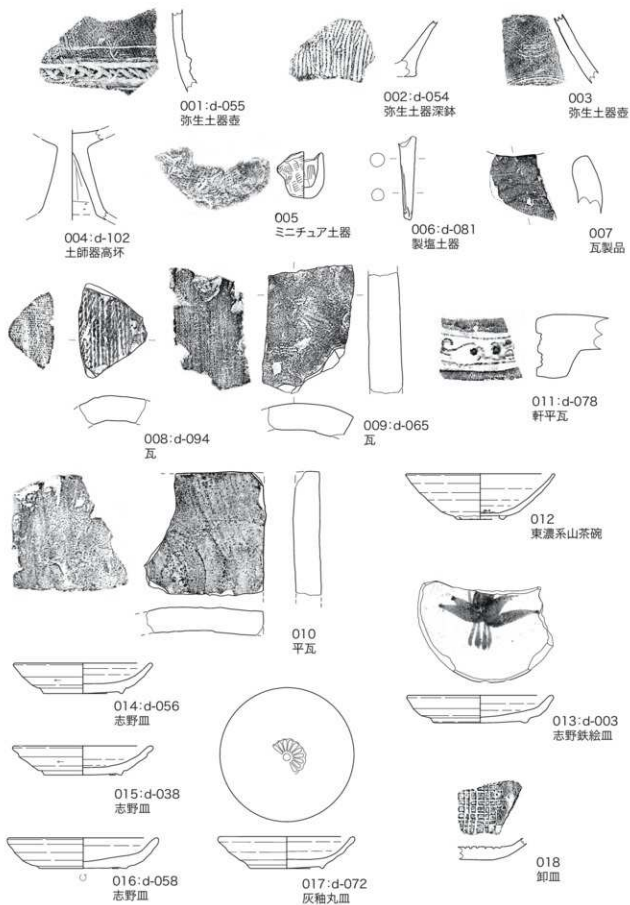 001:d-055
弥生土器壺
002:d-054
弥生土器深鉢
003
弥生土器壺
004:d-102
土師器高坏
005
ミニチュア土器
006:d-081
製塩土器
007
瓦製品
008:d-094
瓦
009:d-065
瓦
011:d-078
軒平瓦
010
平瓦
012
東濃系山茶碗
013:d-003
志野鉄絵皿
014:d-056
志野皿
015:d-038
志野皿
016:d-058
志野皿
017:d-072
灰釉丸皿
018
卸皿